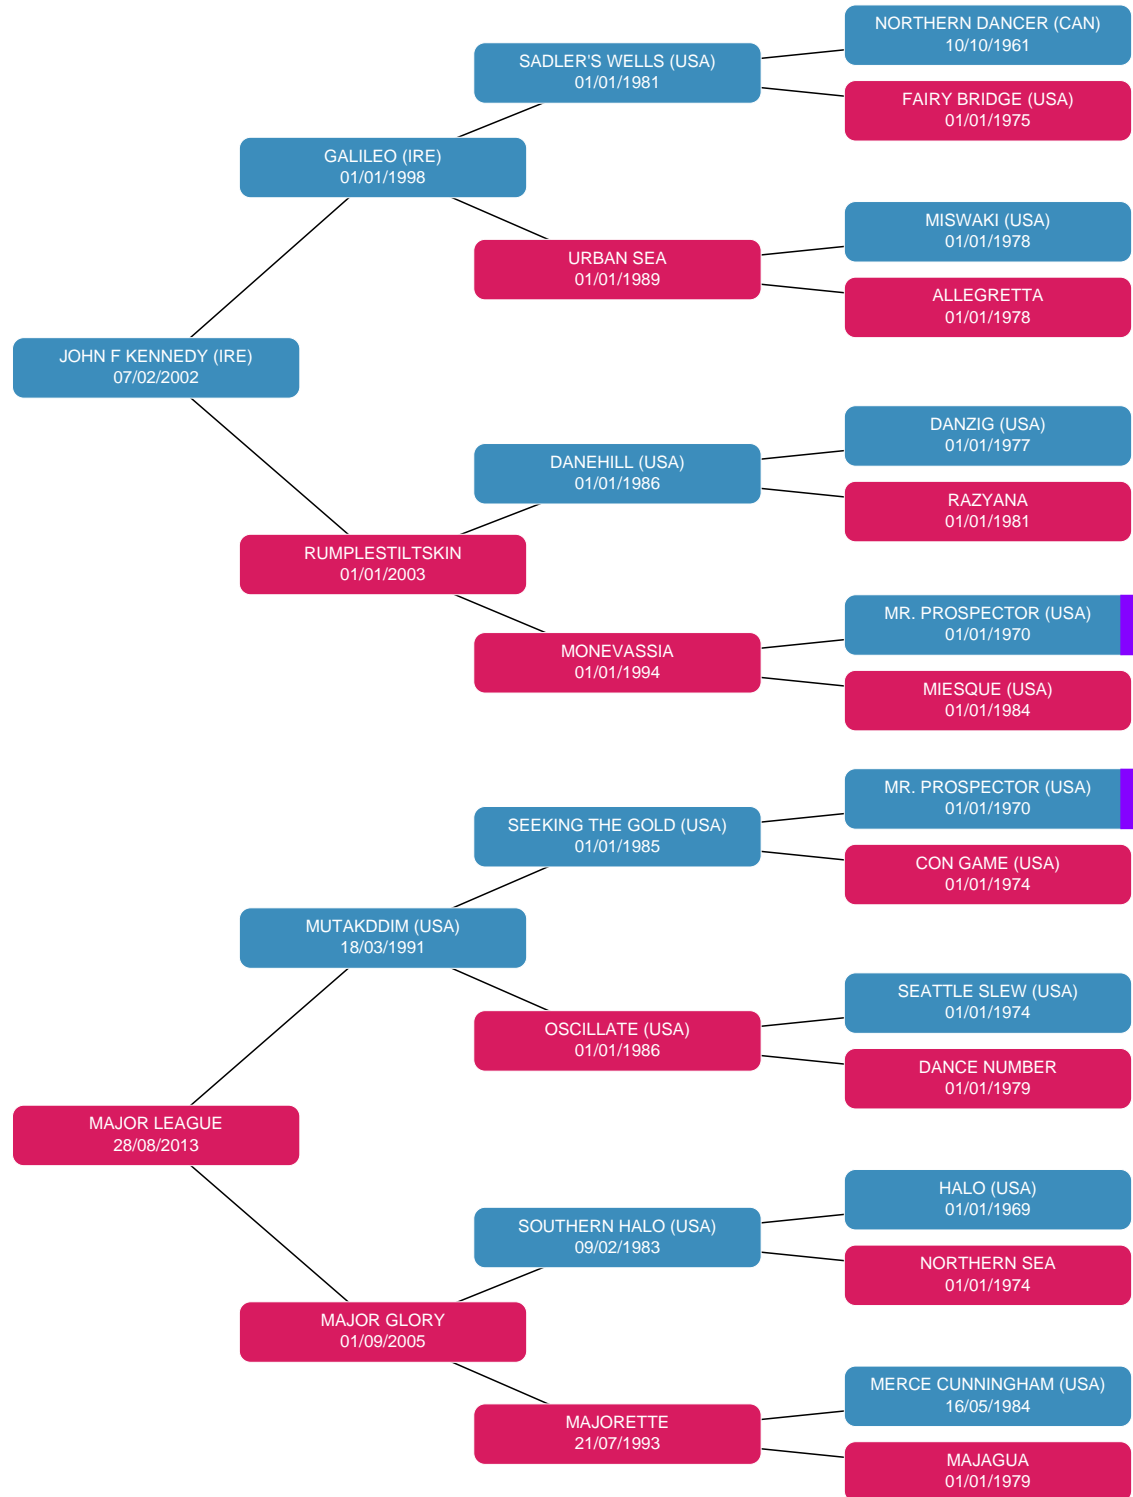 NORTHERN DANCER (CAN)
10/10/1961
SADLER'S WELLS (USA)
01/01/1981
FAIRY BRIDGE (USA)
01/01/1975
GALILEO (IRE)
01/01/1998
MISWAKI (USA)
01/01/1978
URBAN SEA
01/01/1989
ALLEGRETTA
01/01/1978
JOHN F KENNEDY (IRE)
07/02/2002
DANZIG (USA)
01/01/1977
DANEHILL (USA)
01/01/1986
RAZYANA
01/01/1981
RUMPLESTILTSKIN
01/01/2003
MR. PROSPECTOR (USA)
01/01/1970
MONEVASSIA
01/01/1994
MIESQUE (USA)
01/01/1984
MR. PROSPECTOR (USA)
01/01/1970
SEEKING THE GOLD (USA)
01/01/1985
CON GAME (USA)
01/01/1974
MUTAKDDIM (USA)
18/03/1991
SEATTLE SLEW (USA)
01/01/1974
OSCILLATE (USA)
01/01/1986
DANCE NUMBER
01/01/1979
MAJOR LEAGUE
28/08/2013
HALO (USA)
01/01/1969
SOUTHERN HALO (USA)
09/02/1983
NORTHERN SEA
01/01/1974
MAJOR GLORY
01/09/2005
MERCE CUNNINGHAM (USA)
16/05/1984
MAJORETTE
21/07/1993
MAJAGUA
01/01/1979